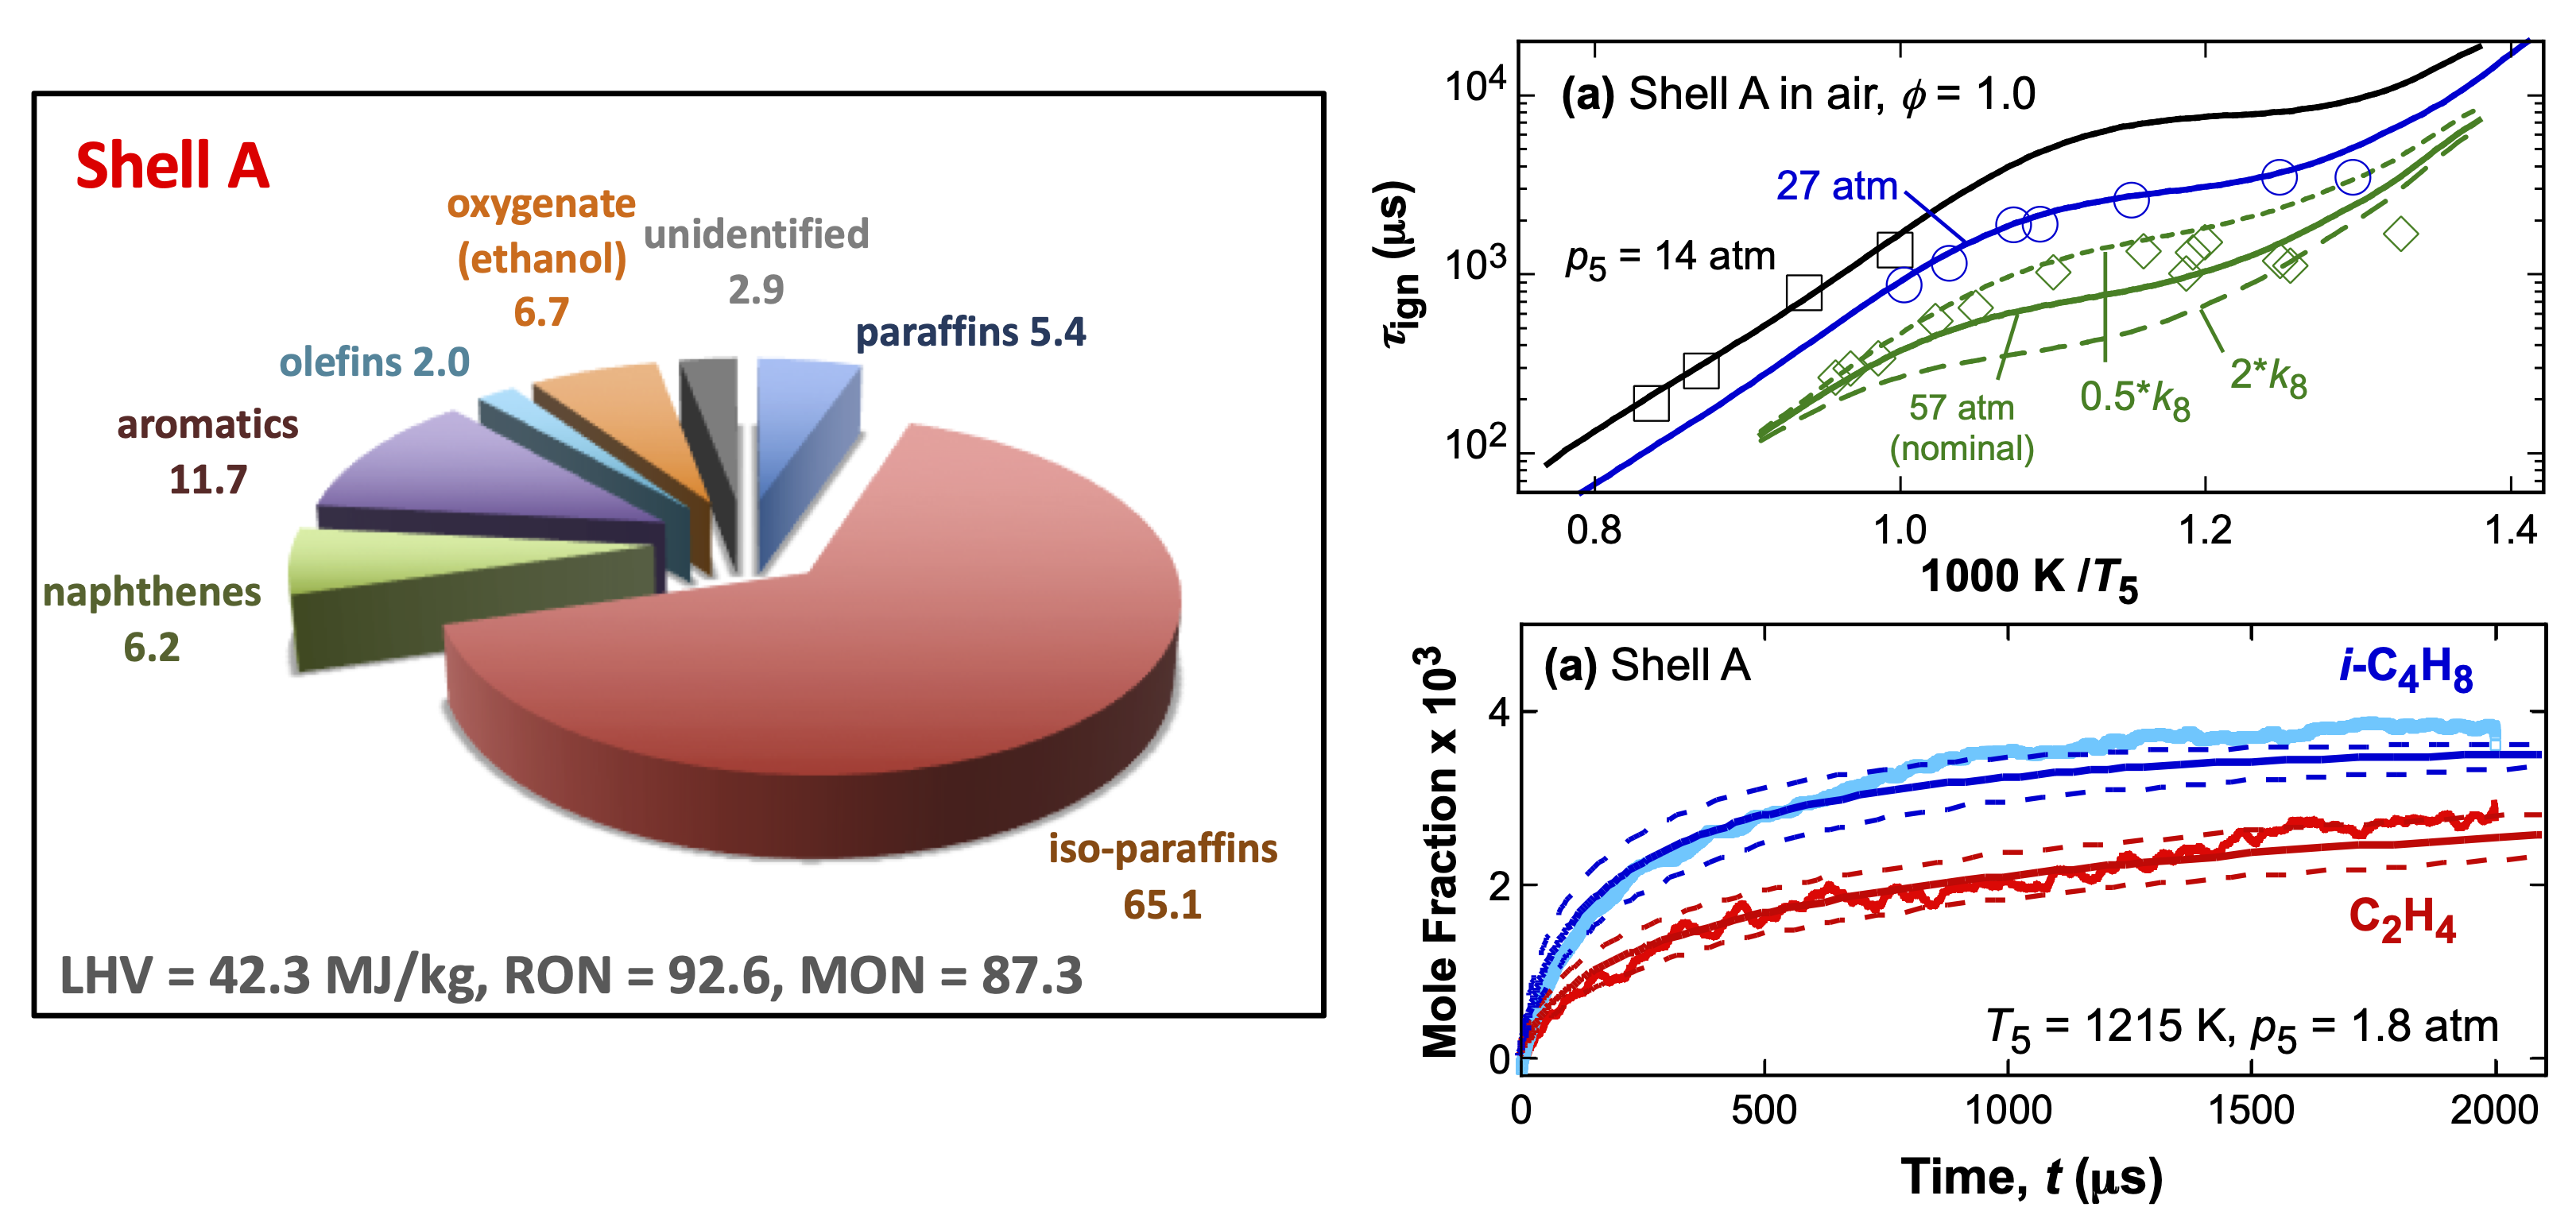 Shell A
oxygenate
(ethanol)
6.7
unidentified
2.9
paraffins 5.4
olefins 2.0
aromatics
11.7
naphthenes
6.2
iso-paraffins
65.1
LHV = 42.3 MJ/kg, RON = 92.6, MON = 87.3
(a) Shell A in air, ϕ = 1.0
27 atm
p₅ = 14 atm
57 atm
(nominal)
0.5*k₈
2*k₈
τign (μs)
10⁴
10³
10²
0.8 1.0 1.2 1.4
1000 K /T₅
(a) Shell A
i-C₄H₈
C₂H₄
T₅ = 1215 K, p₅ = 1.8 atm
Mole Fraction x 10³
4
2
0
0 500 1000 1500 2000
Time, t (μs)